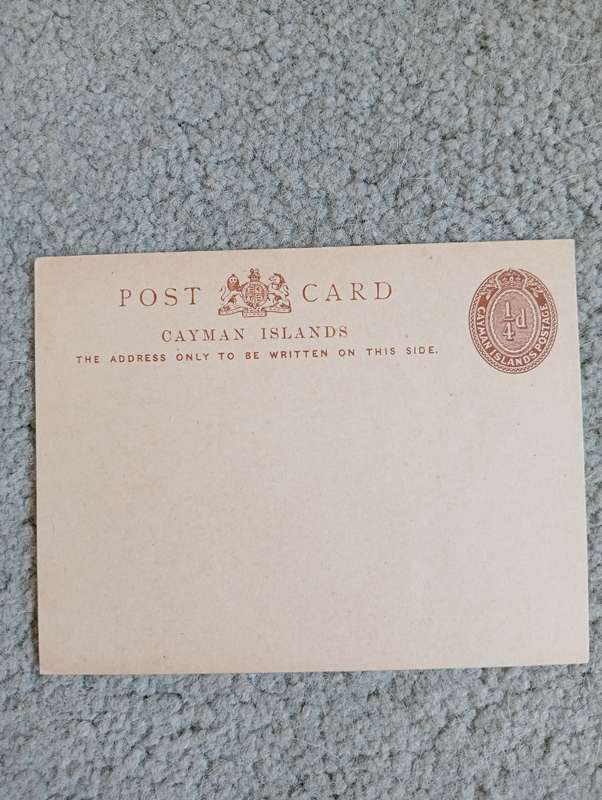 POST CARD
CAYMAN ISLANDS
THE ADDRESS ONLY TO BE WRITTEN ON THIS SIDE.
¼d
CAYMAN ISLANDS POSTAGE